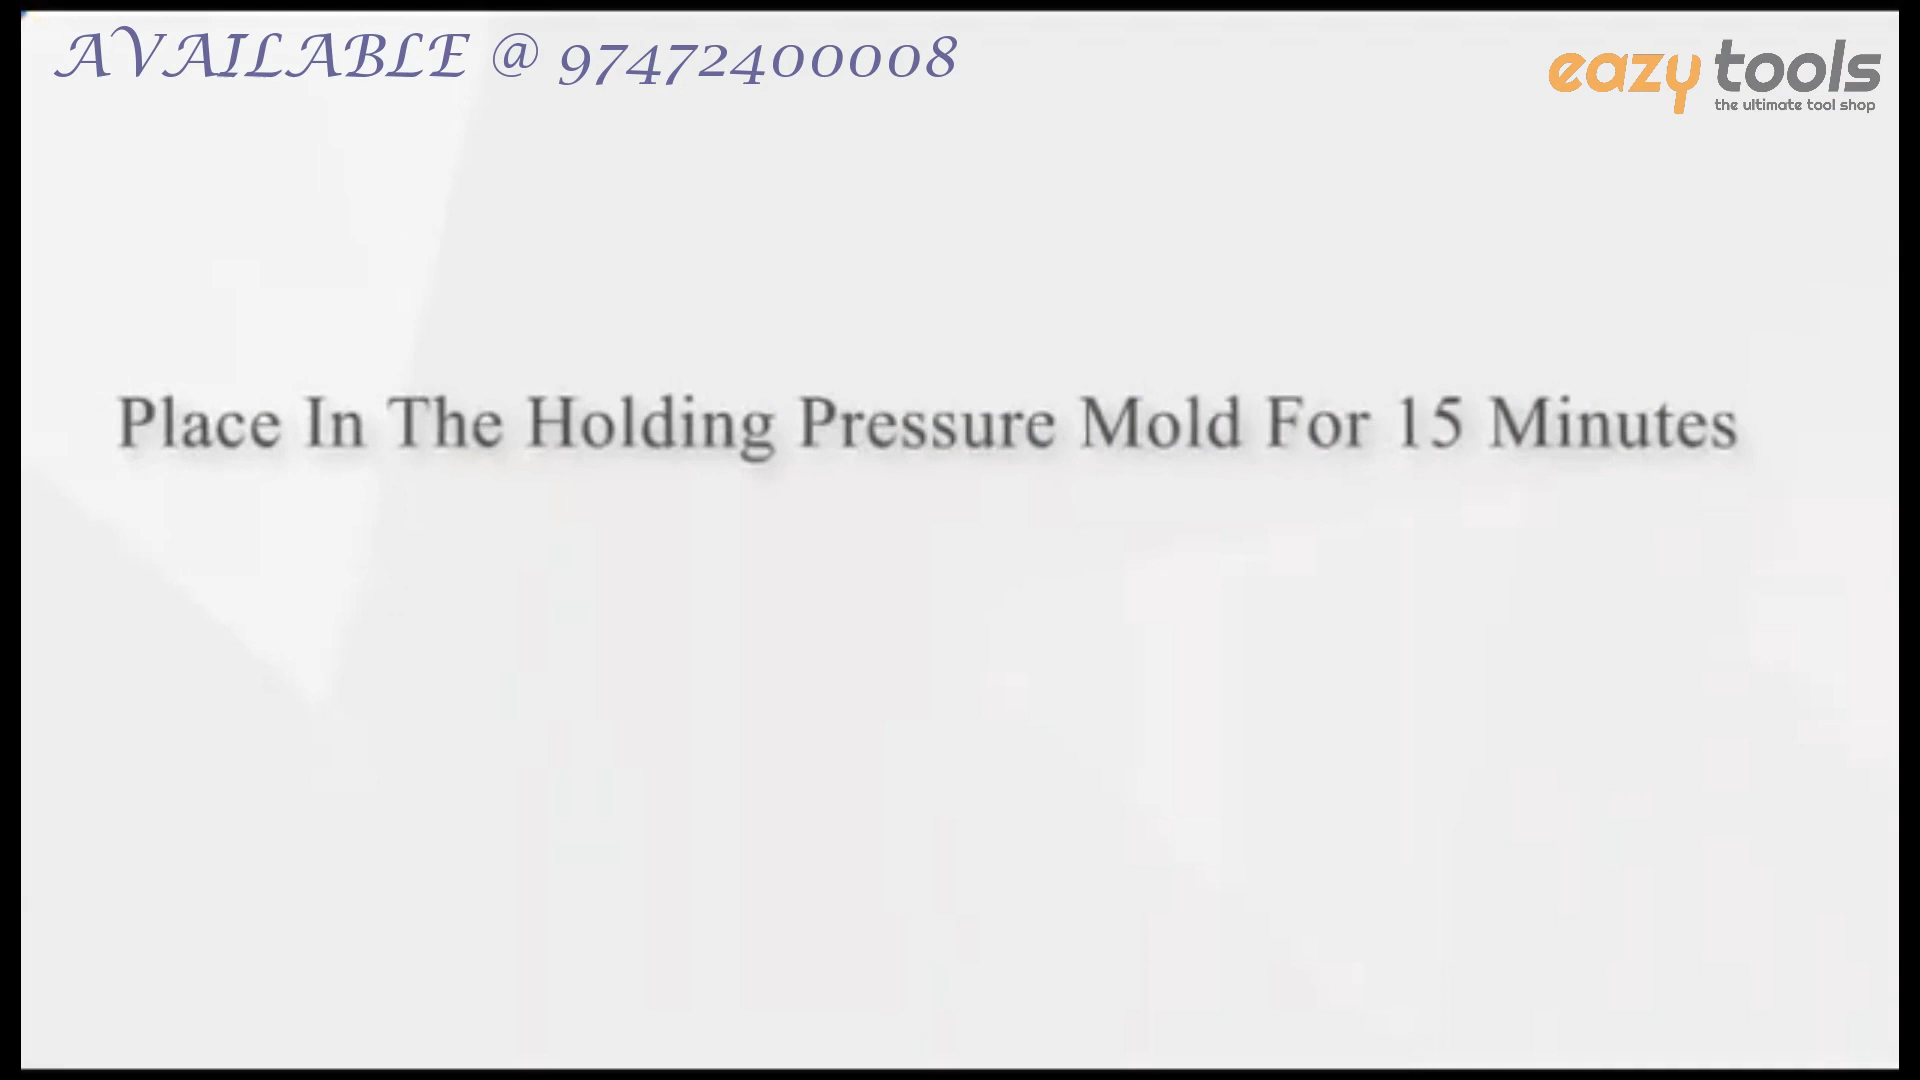 AVAILABLE @ 97472400008
eazy tools
the ultimate tool shop
Place In The Holding Pressure Mold For 15 Minutes